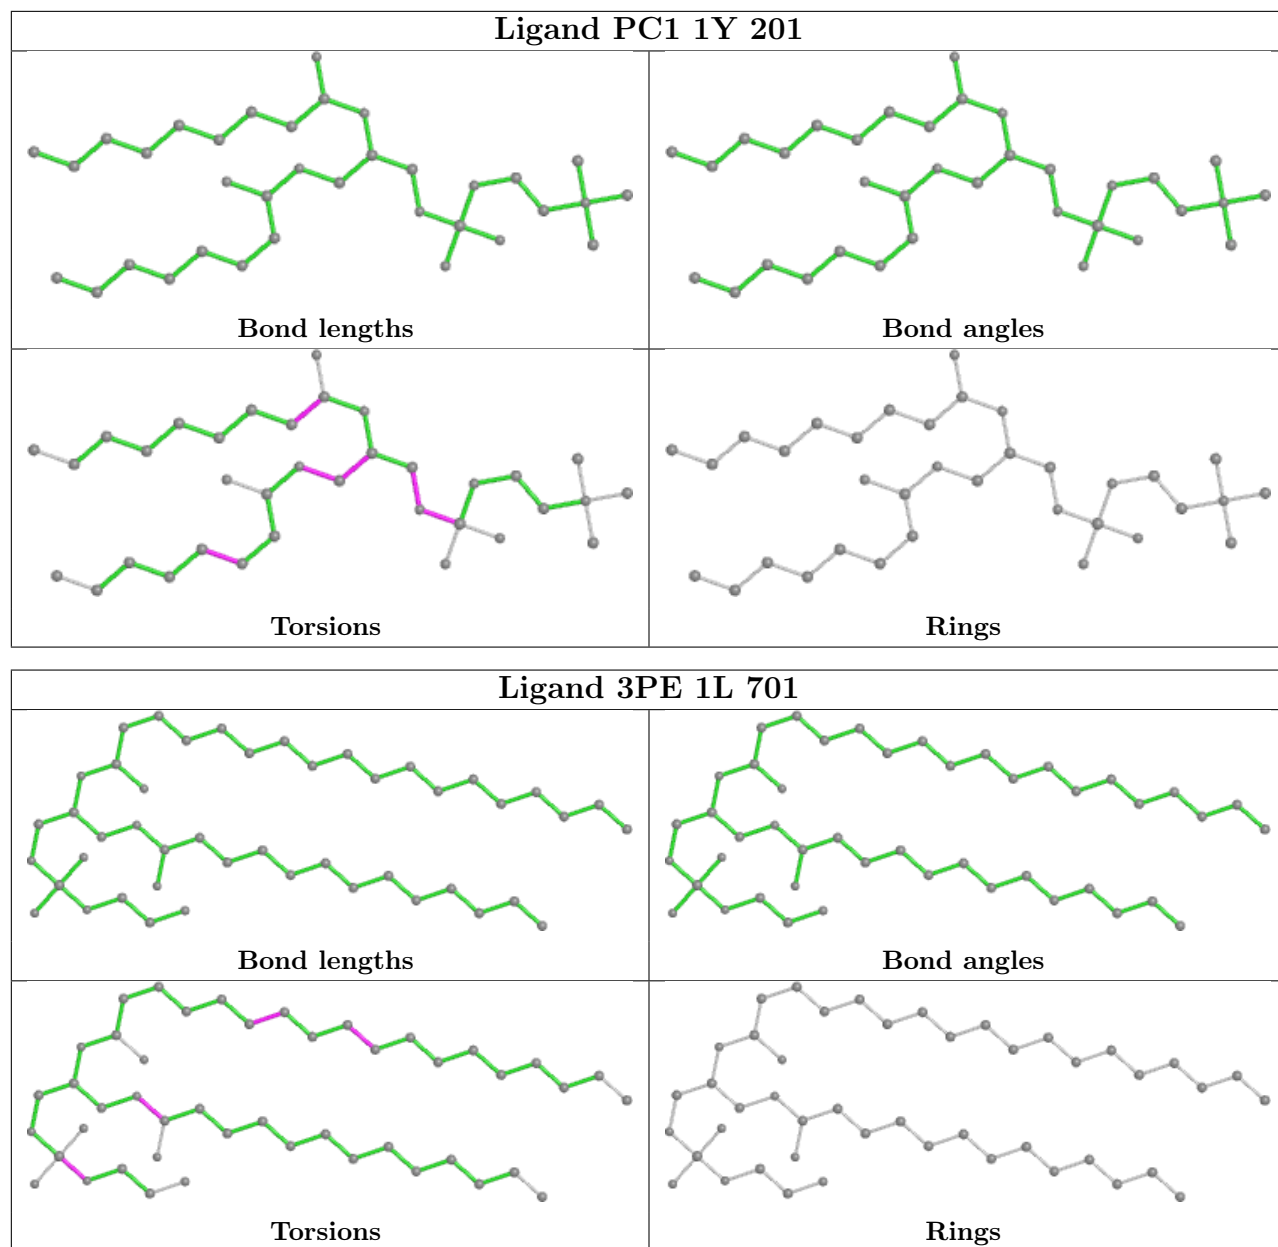 Ligand PC1 1Y 201
Bond lengths
Bond angles
Torsions
Rings
Ligand 3PE 1L 701
Bond lengths
Bond angles
Torsions
Rings